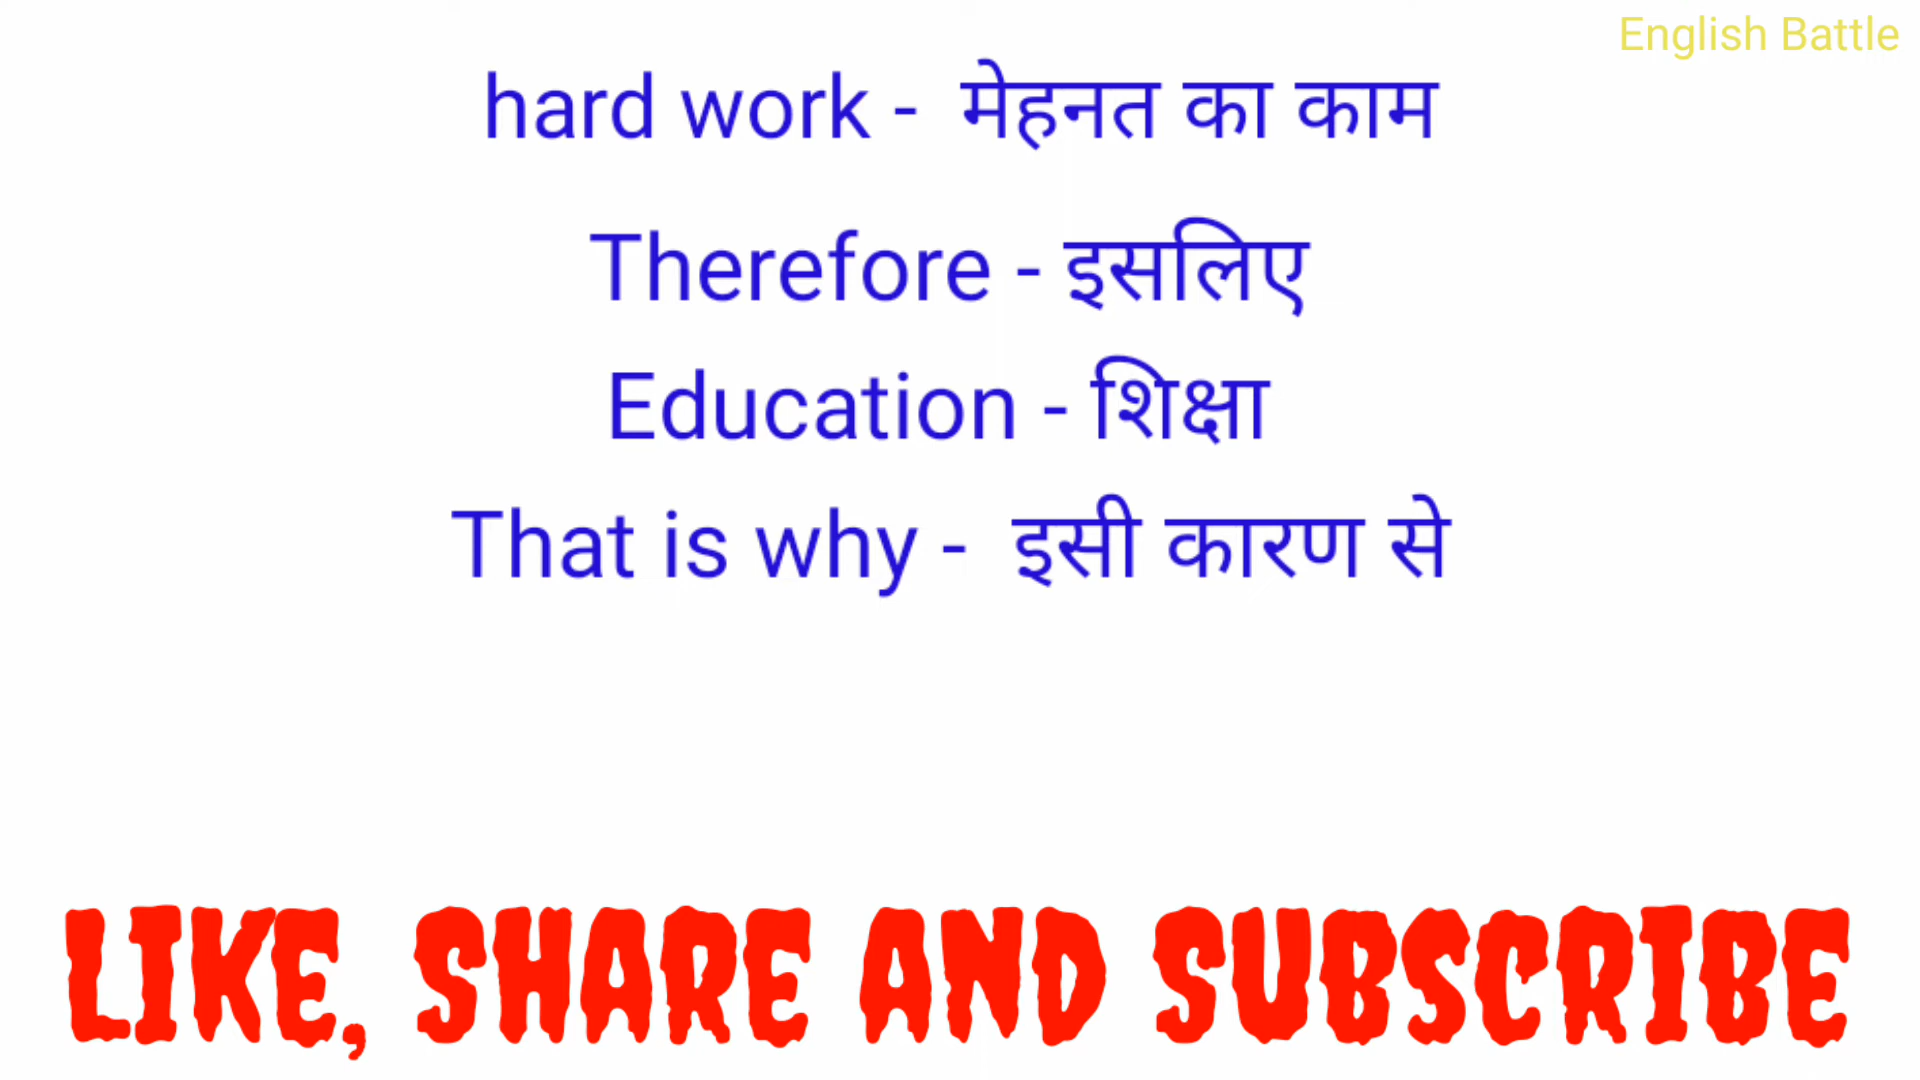 English Battle
hard work - मेहनत का काम
Therefore - इसलिए
Education - शिक्षा
That is why - इसी कारण से
LIKE, SHARE AND SUBSCRIBE